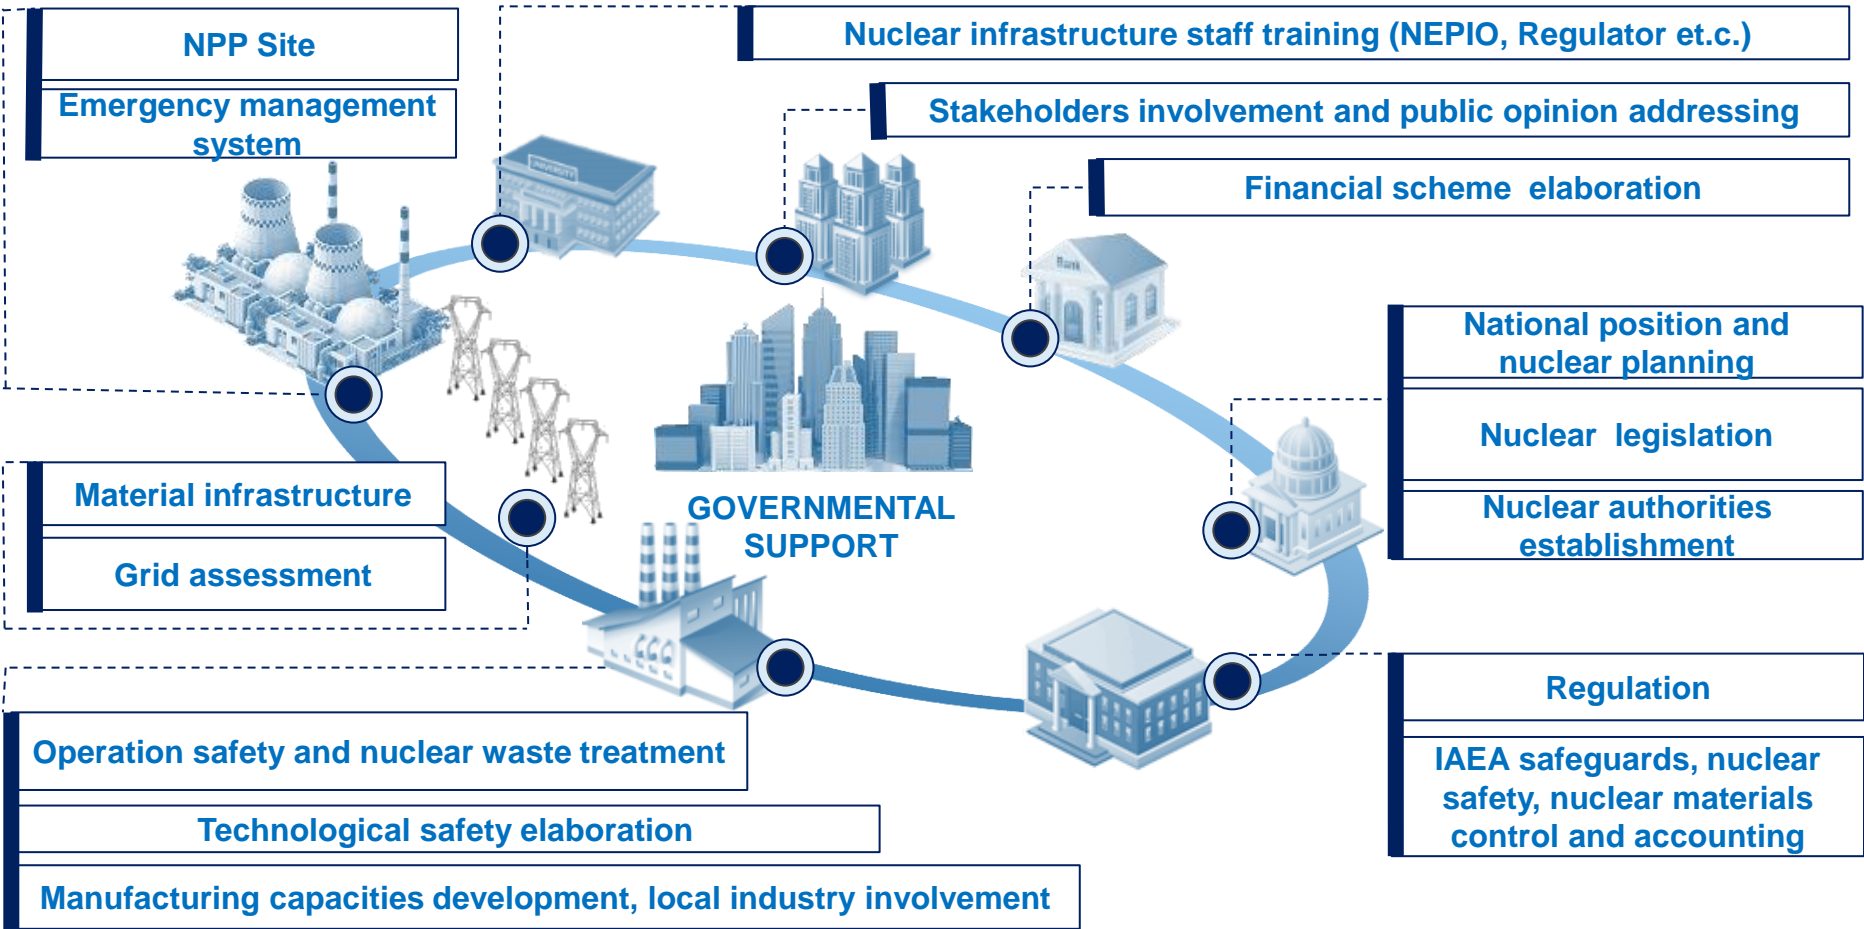 NPP Site
Emergency management
system
Nuclear infrastructure staff training (NEPIO, Regulator et.c.)
Stakeholders involvement and public opinion addressing
Financial scheme elaboration
UNIVERSITY
Bank
National position and
nuclear planning
Nuclear legislation
Nuclear authorities
establishment
Material infrastructure
Grid assessment
GOVERNMENTAL
SUPPORT
Regulation
IAEA safeguards, nuclear
safety, nuclear materials
control and accounting
Operation safety and nuclear waste treatment
Technological safety elaboration
Manufacturing capacities development, local industry involvement